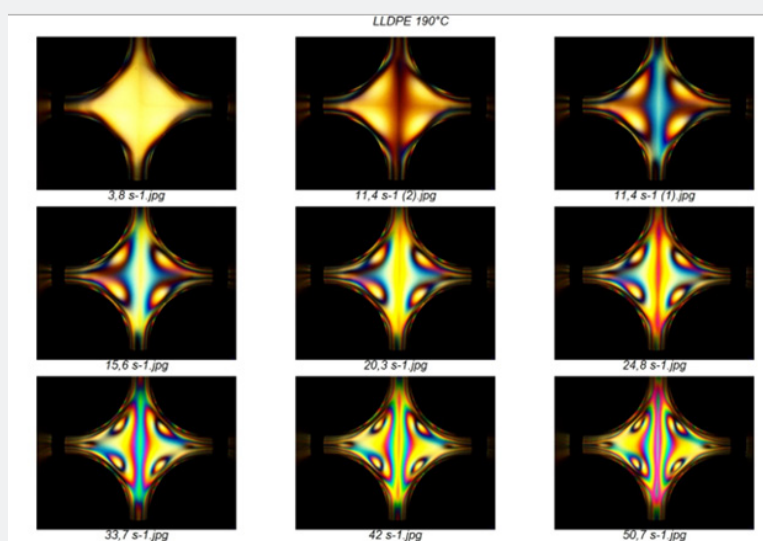 LLDPE 190°C
3,8 s-1.jpg
11,4 s-1 (2).jpg
11,4 s-1 (1).jpg
15,6 s-1.jpg
20,3 s-1.jpg
24,8 s-1.jpg
33,7 s-1.jpg
42 s-1.jpg
50,7 s-1.jpg